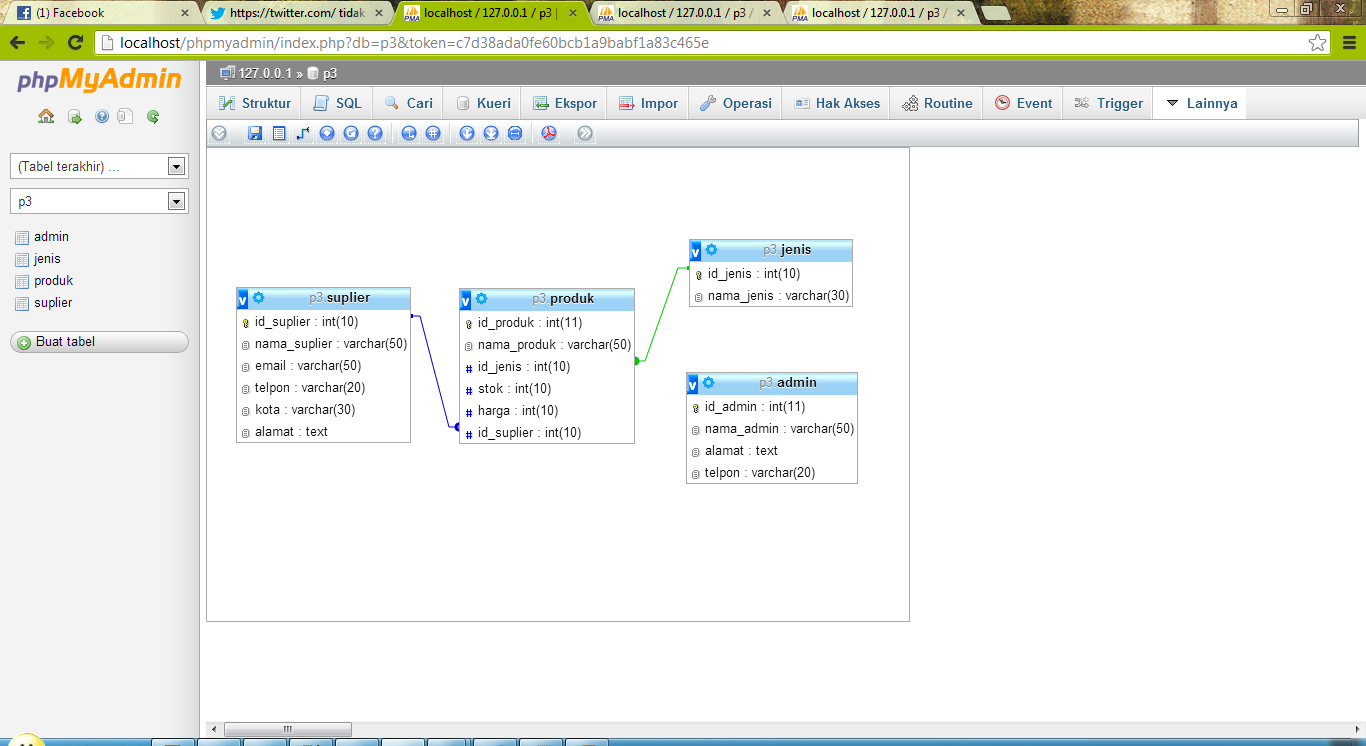 (1) Facebook
https://twitter.com/ tidak
localhost / 127.0.0.1 / p3 |
localhost / 127.0.0.1 / p3 /
localhost / 127.0.0.1 / p3 /
localhost/phpmyadmin/index.php?db=p3&token=c7d38ada0fe60bcb1a9babf1a83c465e
phpMyAdmin
(Tabel terakhir) ...
p3
admin
jenis
produk
suplier
Buat tabel
127.0.0.1 » p3
Struktur
SQL
Cari
Kueri
Ekspor
Impor
Operasi
Hak Akses
Routine
Event
Trigger
Lainnya
v p3.suplier
id_suplier : int(10)
nama_suplier : varchar(50)
email : varchar(50)
telpon : varchar(20)
kota : varchar(30)
alamat : text
v p3.produk
id_produk : int(11)
nama_produk : varchar(50)
# id_jenis : int(10)
# stok : int(10)
# harga : int(10)
# id_suplier : int(10)
v p3.jenis
id_jenis : int(10)
nama_jenis : varchar(30)
v p3.admin
id_admin : int(11)
nama_admin : varchar(50)
alamat : text
telpon : varchar(20)